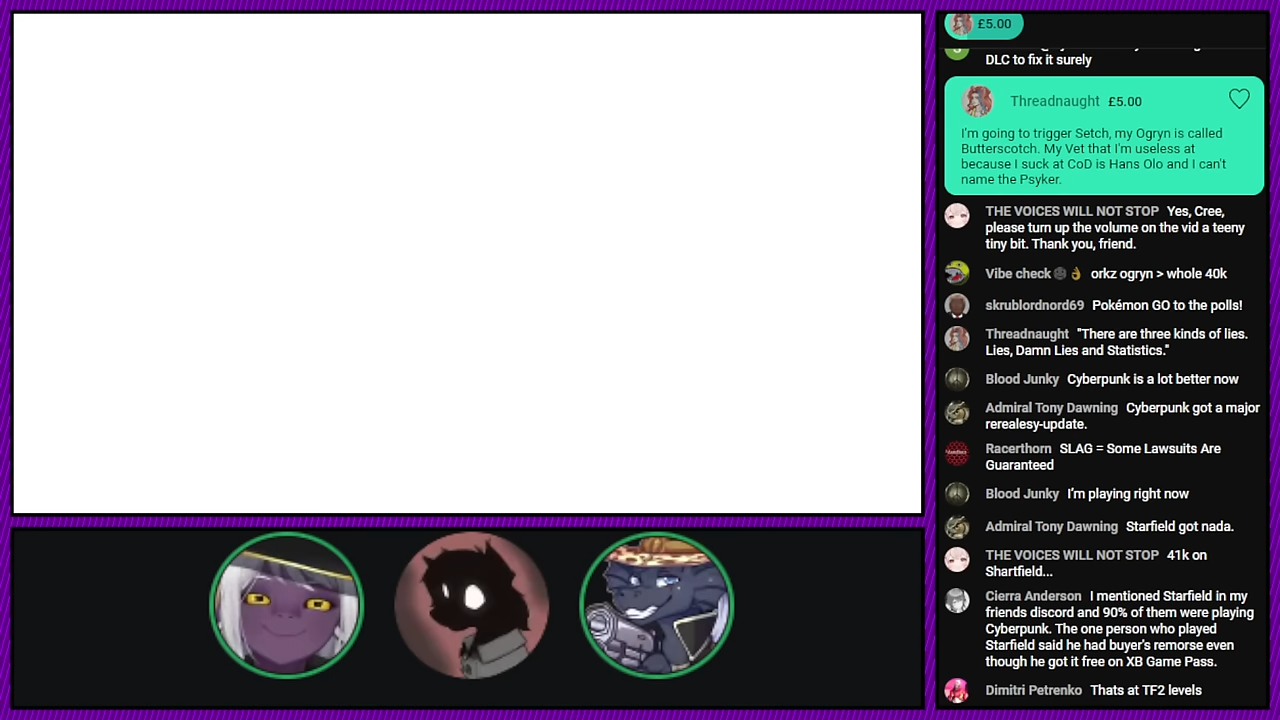 £5.00
DLC to fix it surely
Threadnaught £5.00
I'm going to trigger Setch, my Ogryn is called
Butterscotch. My Vet that I'm useless at
because I suck at CoD is Hans Olo and I can't
name the Psyker.
THE VOICES WILL NOT STOP Yes, Cree,
please turn up the volume on the vid a teeny
tiny bit. Thank you, friend.
Vibe check🌚👌 orkz ogryn > whole 40k
skrublordnord69 Pokémon GO to the polls!
Threadnaught "There are three kinds of lies.
Lies, Damn Lies and Statistics."
Blood Junky Cyberpunk is a lot better now
Admiral Tony Dawning Cyberpunk got a major
rerealesy-update.
Racerthorn SLAG = Some Lawsuits Are
Guaranteed
Blood Junky I'm playing right now
Admiral Tony Dawning Starfield got nada.
THE VOICES WILL NOT STOP 41k on
Shartfield...
Cierra Anderson I mentioned Starfield in my
friends discord and 90% of them were playing
Cyberpunk. The one person who played
Starfield said he had buyer's remorse even
though he got it free on XB Game Pass.
Dimitri Petrenko Thats at TF2 levels